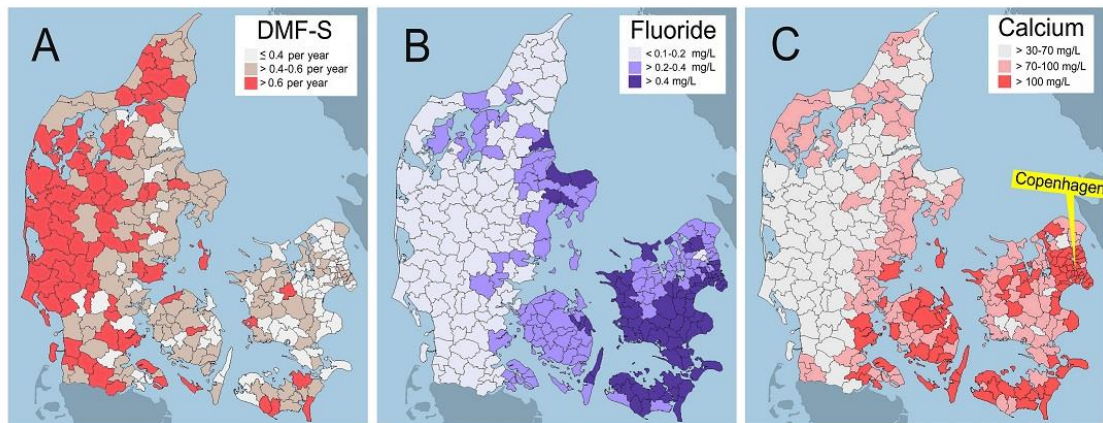 A
DMF-S
≤ 0.4 per year
> 0.4-0.6 per year
> 0.6 per year
B
Fluoride
< 0.1-0.2 mg/L
> 0.2-0.4 mg/L
> 0.4 mg/L
C
Calcium
> 30-70 mg/L
> 70-100 mg/L
> 100 mg/L
Copenhagen